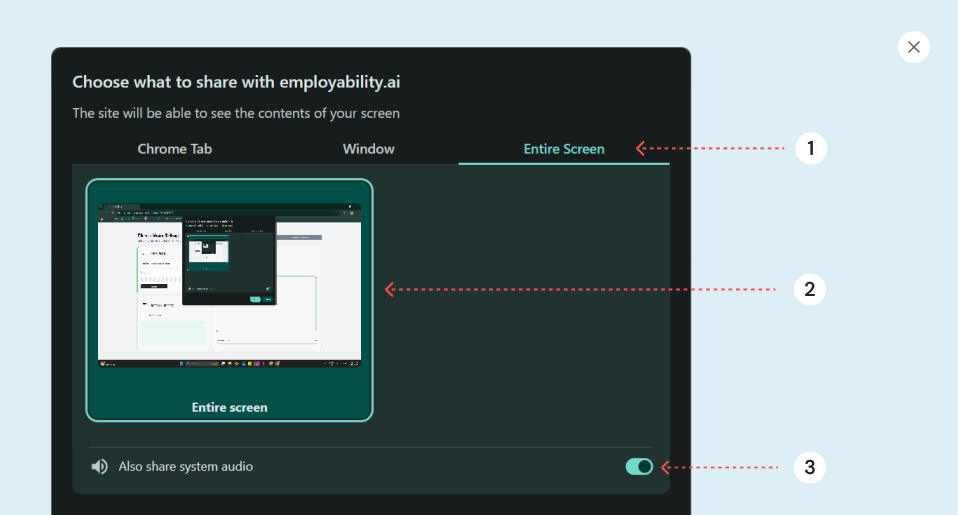 Choose what to share with employability.ai
The site will be able to see the contents of your screen
Chrome Tab Window Entire Screen 1
2
Entire screen
Also share system audio 3